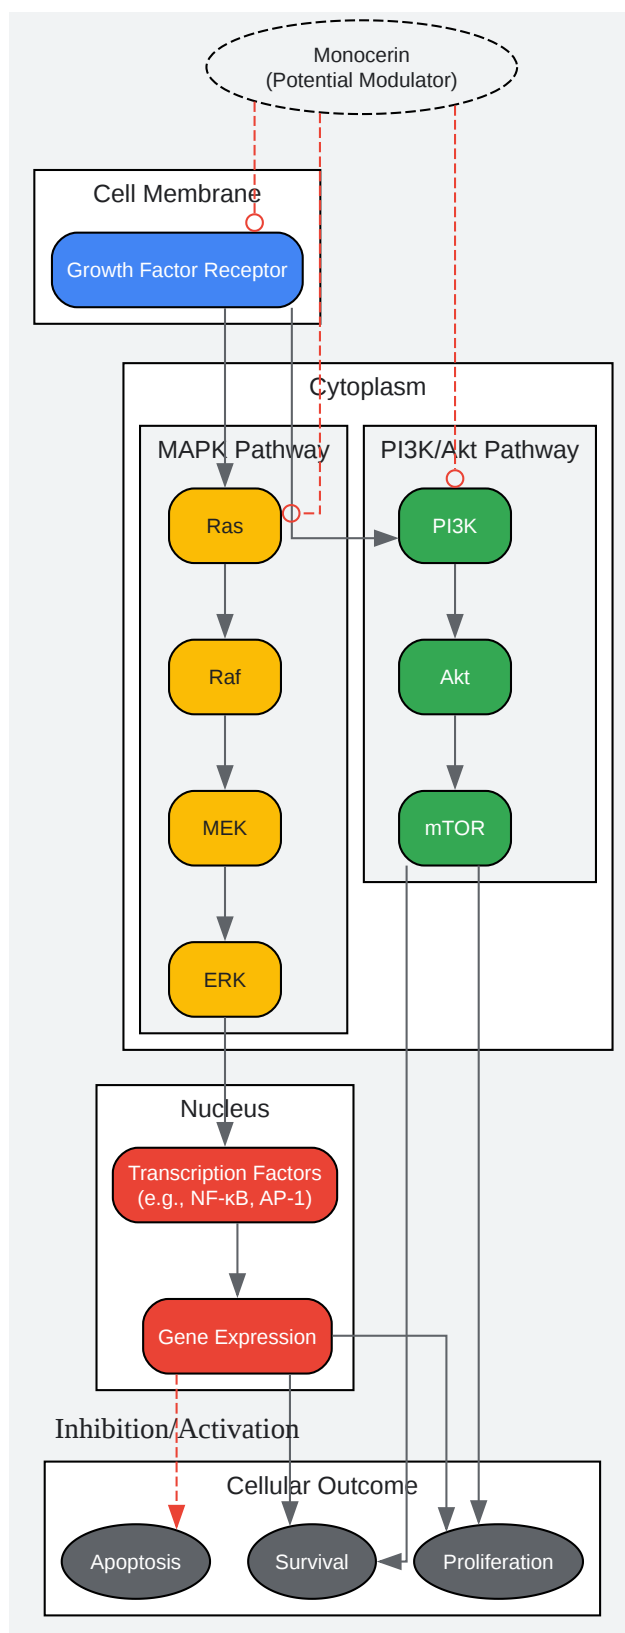 Monocerin
(Potential Modulator)
Cell Membrane
Growth Factor Receptor
Cytoplasm
MAPK Pathway
PI3K/Akt Pathway
Ras
PI3K
Raf
Akt
MEK
mTOR
ERK
Nucleus
Transcription Factors
(e.g., NF-κB, AP-1)
Gene Expression
Inhibition/Activation
Cellular Outcome
Apoptosis
Survival
Proliferation